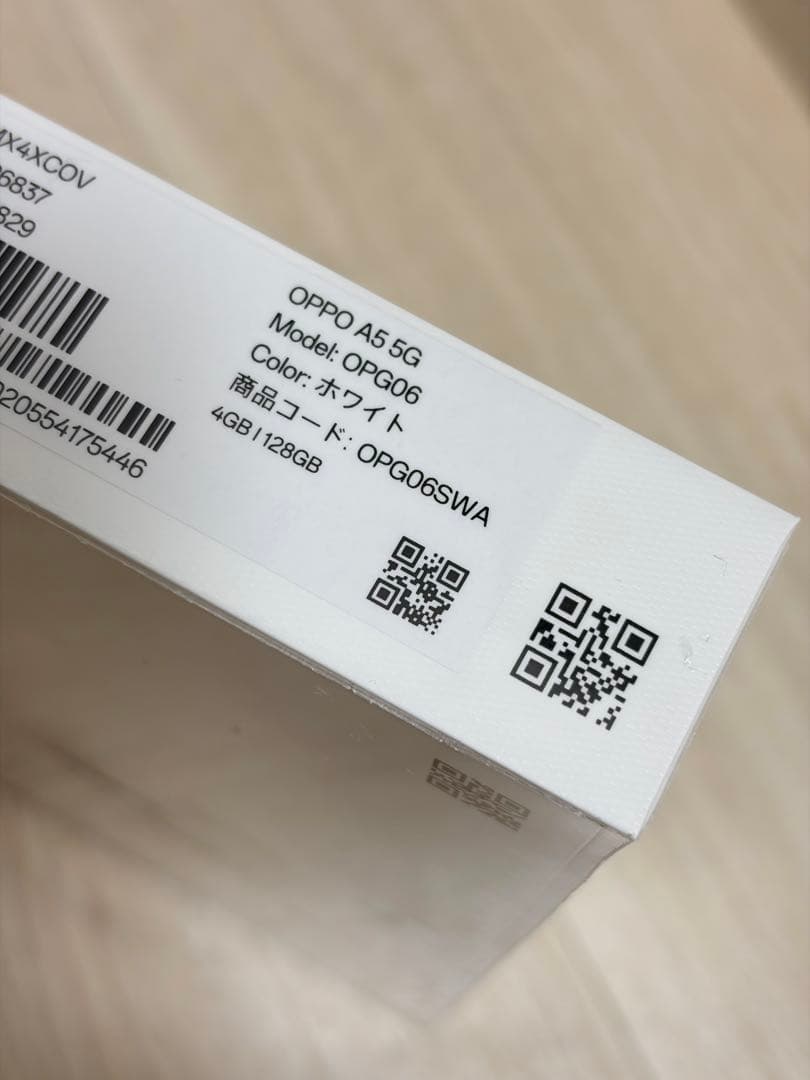 MX4XCOV
6837
829
020554175446
OPPO A5 5G
Model: OPG06
Color: ホワイト
商品コード: OPG06SWA
4GB | 128GB